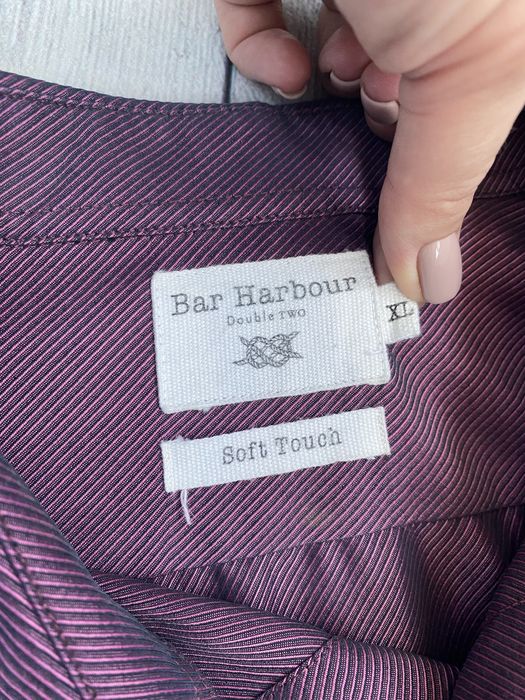 Bar Harbour
Double TWO
XL
Soft Touch